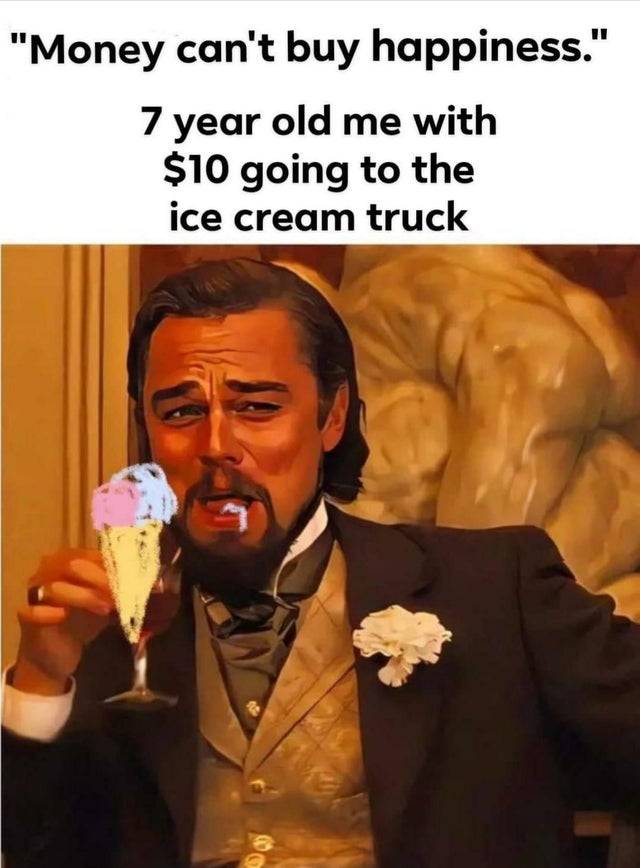 "Money can't buy happiness."
7 year old me with
$10 going to the
ice cream truck